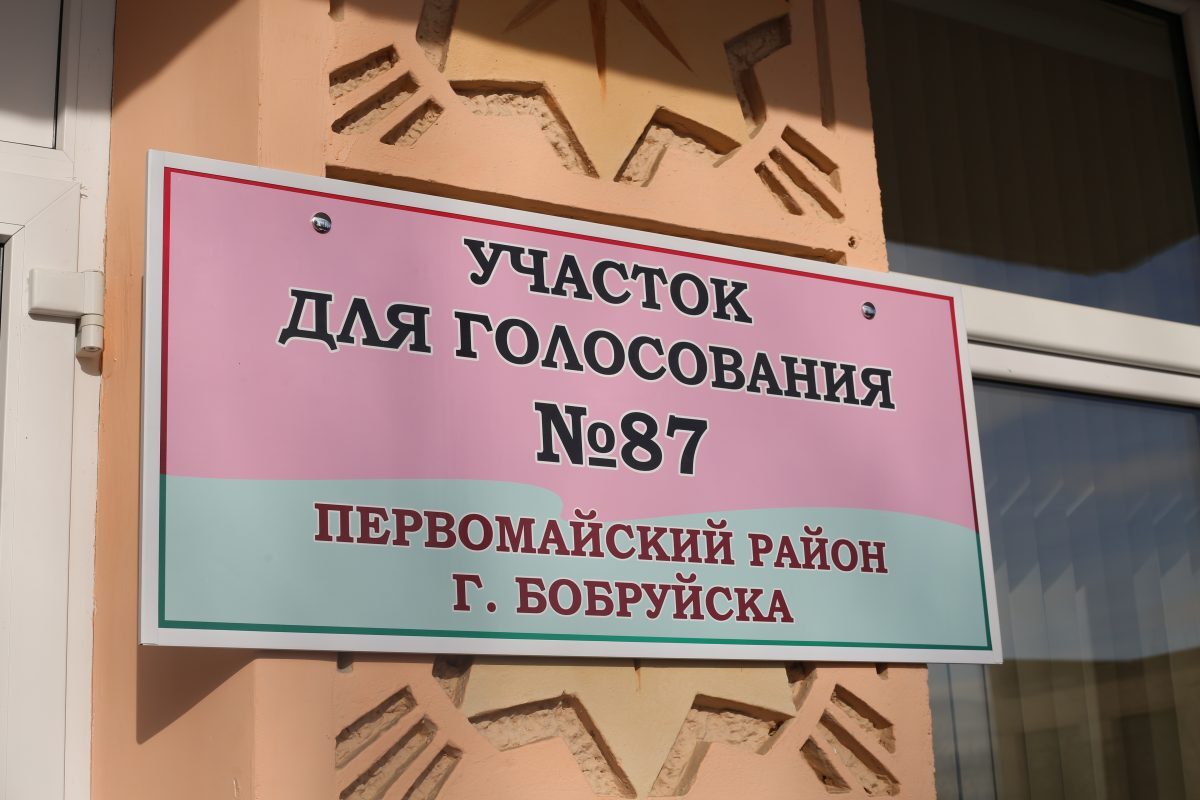 УЧАСТОК
ДЛЯ ГОЛОСОВАНИЯ
№87
ПЕРВОМАЙСКИЙ РАЙОН
Г. БОБРУЙСКА